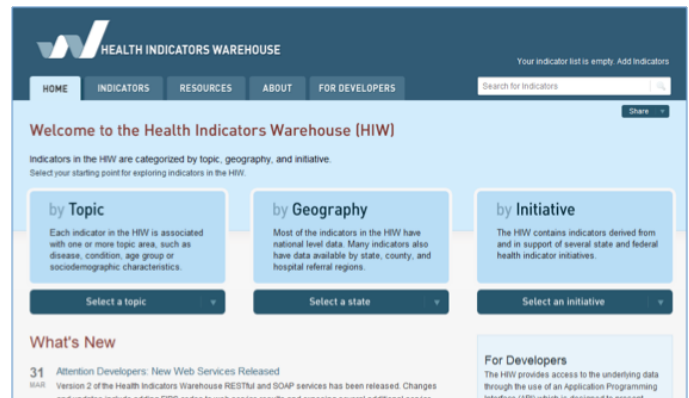 HEALTH INDICATORS WAREHOUSE
Your indicator list is empty. Add Indicators
HOME INDICATORS RESOURCES ABOUT FOR DEVELOPERS
Search for Indicators
Share
Welcome to the Health Indicators Warehouse (HIW)
Indicators in the HIW are categorized by topic, geography, and initiative.
Select your starting point for exploring indicators in the HIW.
by Topic
Each indicator in the HIW is associated
with one or more topic area, such as
disease, condition, age group or
sociodemographic characteristics.
Select a topic
by Geography
Most of the indicators in the HIW have
national level data. Many indicators also
have data available by state, county, and
hospital referral regions.
Select a state
by Initiative
The HIW contains indicators derived from
and in support of several state and federal
health indicator initiatives.
Select an initiative
What's New
31
MAR
Attention Developers: New Web Services Released
Version 2 of the Health Indicators Warehouse RESTful and SOAP services has been released. Changes
For Developers
The HIW provides access to the underlying data
through the use of an Application Programming